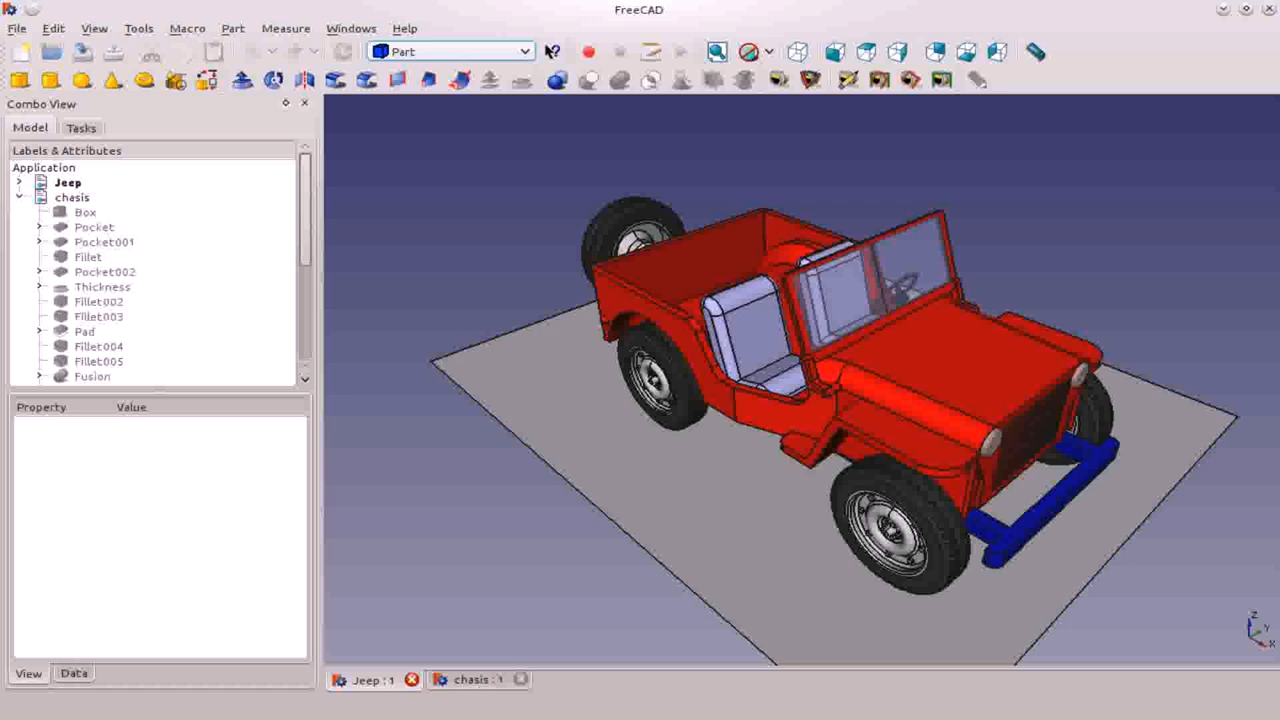 FreeCAD
File Edit View Tools Macro Part Measure Windows Help
Part
Combo View
Model Tasks
Labels & Attributes
Application
Jeep
chasis
Box
Pocket
Pocket001
Fillet
Pocket002
Thickness
Fillet002
Fillet003
Pad
Fillet004
Fillet005
Fusion
Property Value
View Data
Jeep : 1 chasis : 1
Z
Y
X